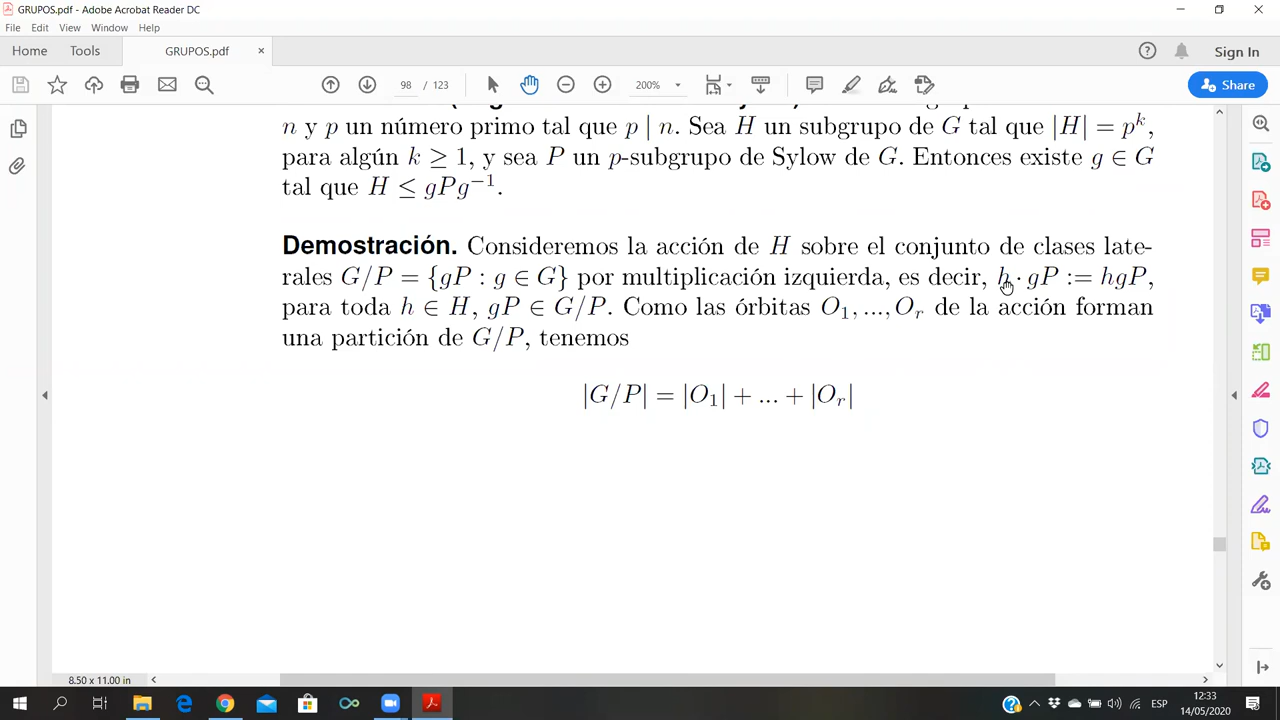 GRUPOS.pdf - Adobe Acrobat Reader DC
File Edit View Window Help
Home Tools GRUPOS.pdf × Sign In
98 / 123 200% Share
n y p un número primo tal que p | n. Sea H un subgrupo de G tal que |H| = p^k,
para algún k ≥ 1, y sea P un p-subgrupo de Sylow de G. Entonces existe g ∈ G
tal que H ≤ gPg⁻¹.
Demostración. Consideremos la acción de H sobre el conjunto de clases late-
rales G/P = {gP : g ∈ G} por multiplicación izquierda, es decir, h · gP := hgP,
para toda h ∈ H, gP ∈ G/P. Como las órbitas O₁, ..., Oᵣ de la acción forman
una partición de G/P, tenemos
|G/P| = |O₁| + ... + |Oᵣ|
8.50 x 11.00 in
ESP 12:33
14/05/2020